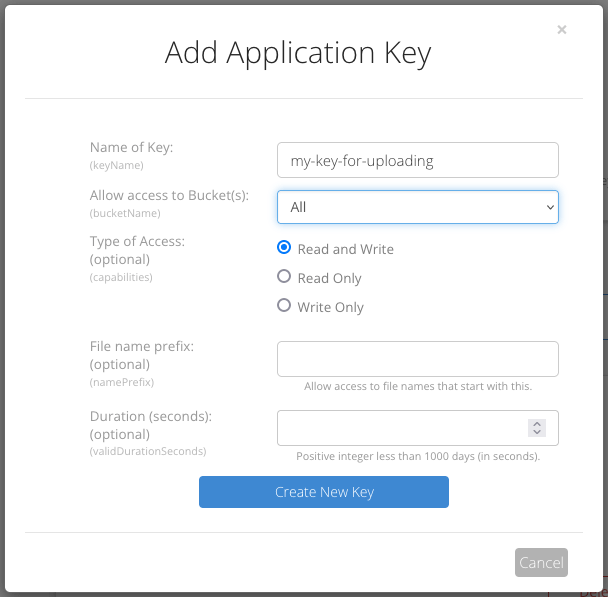 ×
Add Application Key
Name of Key:
(keyName)
my-key-for-uploading
Allow access to Bucket(s):
(bucketName)
All
Type of Access:
(optional)
(capabilities)
Read and Write
Read Only
Write Only
File name prefix:
(optional)
(namePrefix)
Allow access to file names that start with this.
Duration (seconds):
(optional)
(validDurationSeconds)
Positive integer less than 1000 days (in seconds).
Create New Key
Cancel